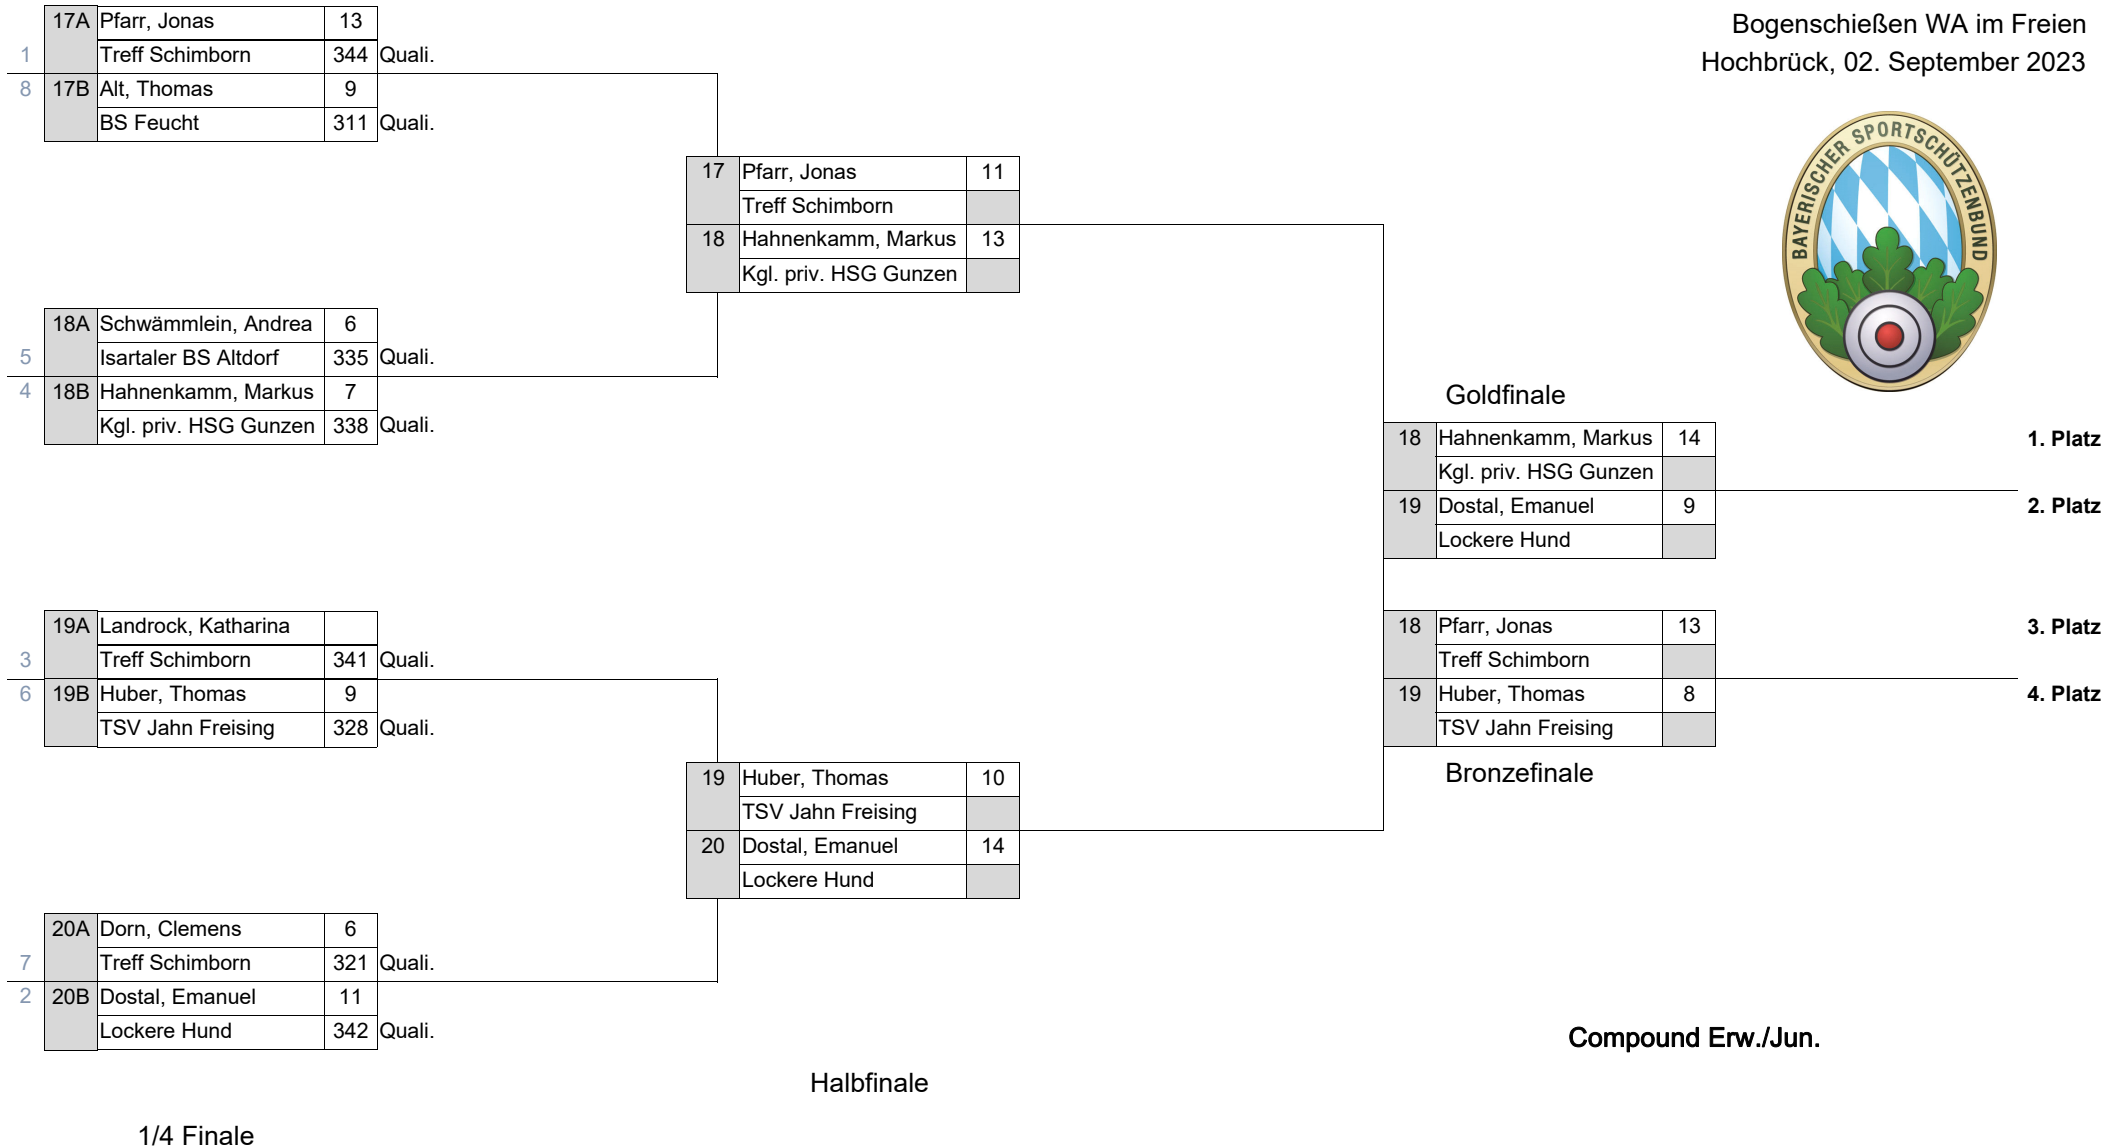 Bogenschießen WA im Freien
Hochbrück, 02. September 2023
BAYERISCHER SPORTSCHÜTZENBUND
17A Pfarr, Jonas 13
1 Treff Schimborn 344 Quali.
8 17B Alt, Thomas 9
BS Feucht 311 Quali.
17 Pfarr, Jonas 11
Treff Schimborn
18 Hahnenkamm, Markus 13
Kgl. priv. HSG Gunzen
18A Schwämmlein, Andrea 6
5 Isartaler BS Altdorf 335 Quali.
4 18B Hahnenkamm, Markus 7
Kgl. priv. HSG Gunzen 338 Quali.
Goldfinale
18 Hahnenkamm, Markus 14 1. Platz
Kgl. priv. HSG Gunzen
19 Dostal, Emanuel 9 2. Platz
Lockere Hund
19A Landrock, Katharina
3 Treff Schimborn 341 Quali.
6 19B Huber, Thomas 9
TSV Jahn Freising 328 Quali.
18 Pfarr, Jonas 13 3. Platz
Treff Schimborn
19 Huber, Thomas 8 4. Platz
TSV Jahn Freising
Bronzefinale
19 Huber, Thomas 10
TSV Jahn Freising
20 Dostal, Emanuel 14
Lockere Hund
20A Dorn, Clemens 6
7 Treff Schimborn 321 Quali.
2 20B Dostal, Emanuel 11
Lockere Hund 342 Quali.
Compound Erw./Jun.
Halbfinale
1/4 Finale